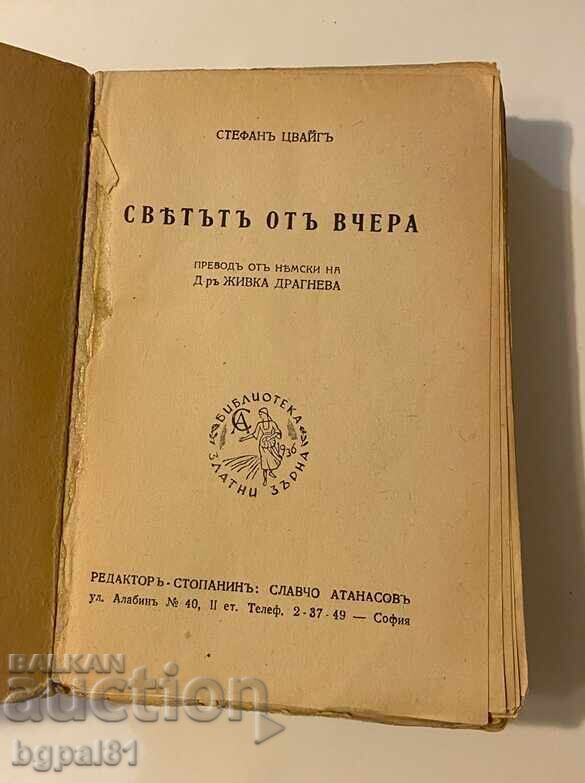 СТЕФАНЪ ЦВАЙГЪ
СВѢТЪТЪ ОТЪ ВЧЕРА
ПРЕВОДЪ ОТЪ НѢМСКИ НА
Д-ръ ЖИВКА ДРАГНЕВА
БИБЛИОТЕКА
СА
1936
ЗЛАТНИ ЗЪРНА
РЕДАКТОРЪ-СТОПАНИНЪ: СЛАВЧО АТАНАСОВЪ
ул. Алабинъ № 40, II ет. Телеф. 2-37-49 — София
BALKAN
auction
bgpal81